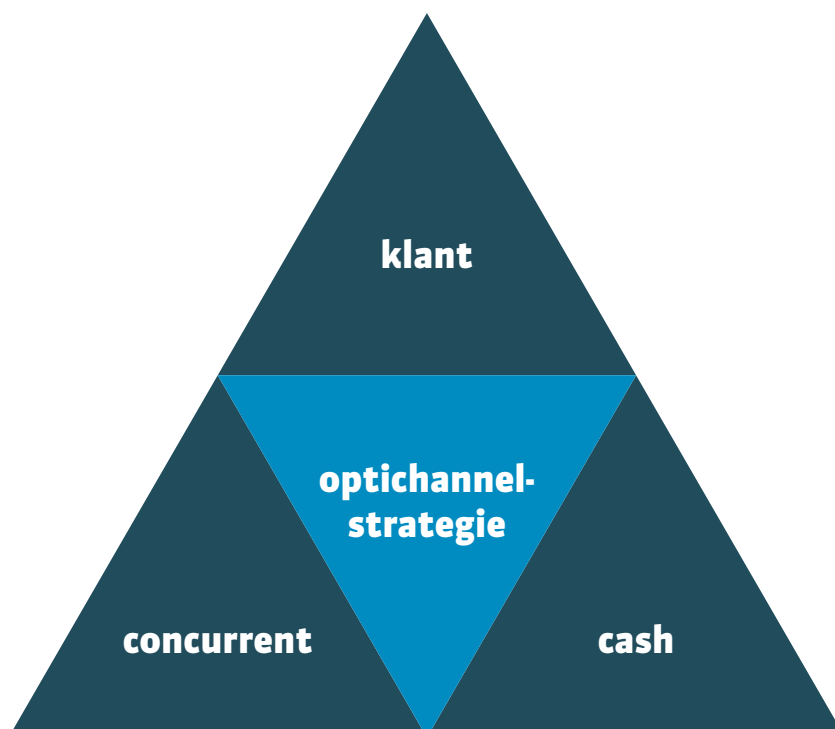 klant
optichannel-
strategie
concurrent
cash